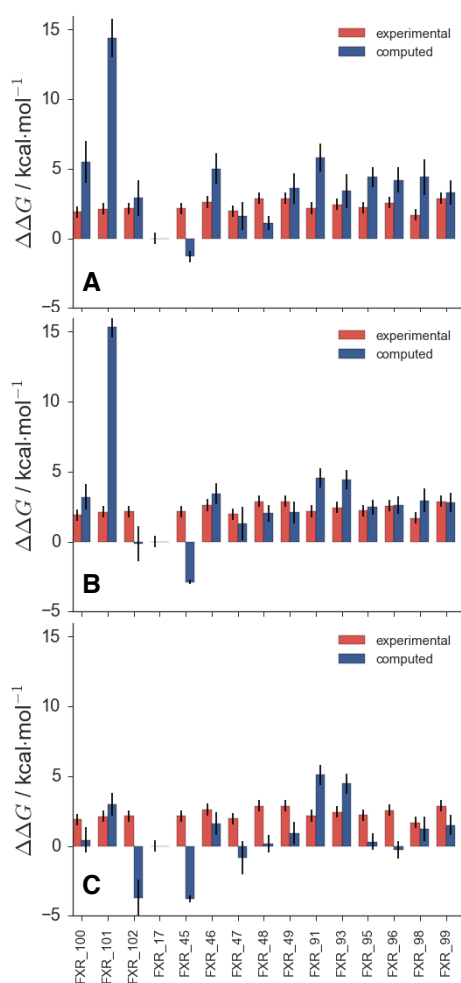 15
10
5
0
−5
ΔΔG / kcal·mol⁻¹
experimental
computed
A
15
10
5
0
−5
ΔΔG / kcal·mol⁻¹
experimental
computed
B
15
10
5
0
−5
ΔΔG / kcal·mol⁻¹
experimental
computed
C
FXR_100
FXR_101
FXR_102
FXR_17
FXR_45
FXR_46
FXR_47
FXR_48
FXR_49
FXR_91
FXR_93
FXR_95
FXR_96
FXR_98
FXR_99